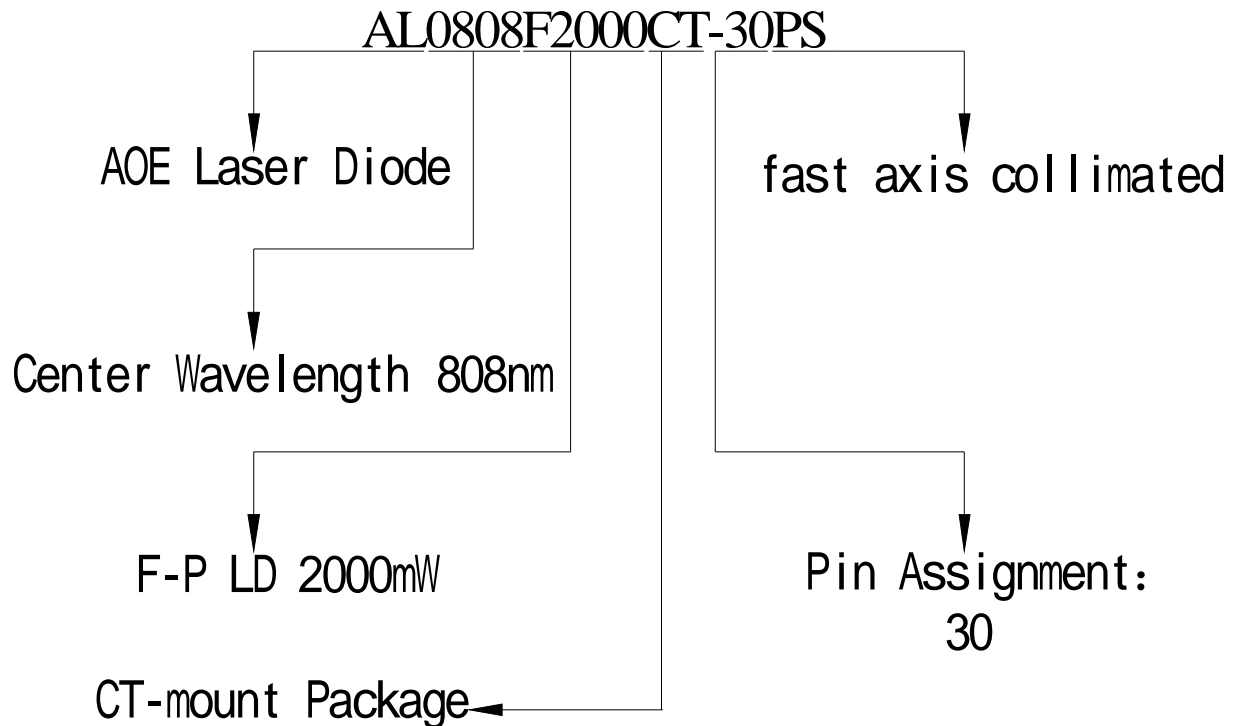 AL0808F2000CT-30PS
AOE Laser Diode
fast axis collimated
Center Wavelength 808nm
F-P LD 2000mW
Pin Assignment：
30
CT-mount Package